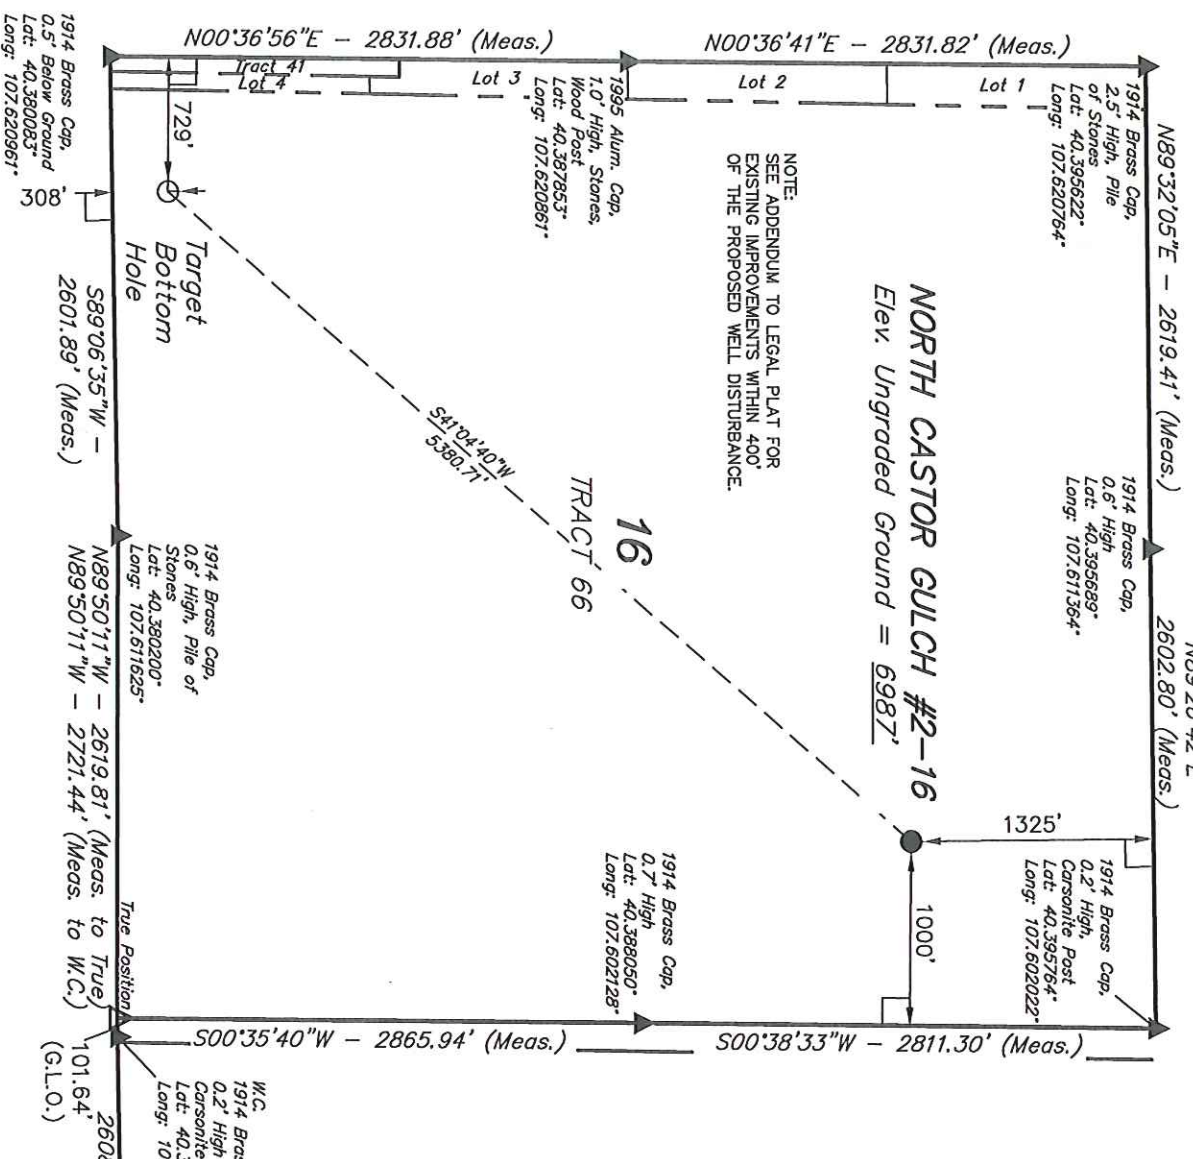 N00°36'56"E - 2831.88' (Meas.)
N00°36'41"E - 2831.82' (Meas.)
Tract 41
Lot 4
Lot 3
Lot 2
Lot 1
1914 Brass Cap,
0.5' Below Ground
Lat: 40.380083°
Long: 107.620961°
1995 Alum. Cap,
1.0' High, Stones,
Wood Post
Lat: 40.387853°
Long: 107.620861°
1914 Brass Cap,
2.5' High, Pile
of Stones
Lat: 40.395622°
Long: 107.620764°
N89°32'05"E - 2619.41' (Meas.)
729'
308'
Target
Bottom
Hole
NOTE:
SEE ADDENDUM TO LEGAL PLAT FOR
EXISTING IMPROVEMENTS WITHIN 400'
OF THE PROPOSED WELL DISTURBANCE.
NORTH CASTOR GULCH #2-16
Elev. Ungraded Ground = 6987'
S89°06'35"W -
2601.89' (Meas.)
S41°04'40"W
5380.71'
16
TRACT 66
1914 Brass Cap,
0.6' High
Lat: 40.395689°
Long: 107.611364°
2602.80' (Meas.)
1914 Brass Cap,
0.6' High, Pile of
Stones
Lat: 40.380200°
Long: 107.611625°
N89°50'11"W - 2619.81' (Meas. to True)
N89°50'11"W - 2721.44' (Meas. to W.C.)
1325'
1000'
1914 Brass Cap,
0.2' High,
Carsonite Post
Lat: 40.395764°
Long: 107.602022°
1914 Brass Cap,
0.7' High
Lat: 40.388050°
Long: 107.602128°
True Position
S00°35'40"W - 2865.94' (Meas.)
S00°38'33"W - 2811.30' (Meas.)
101.64'
(G.L.O.)
W.C.
1914
0.2' High
Carsonite